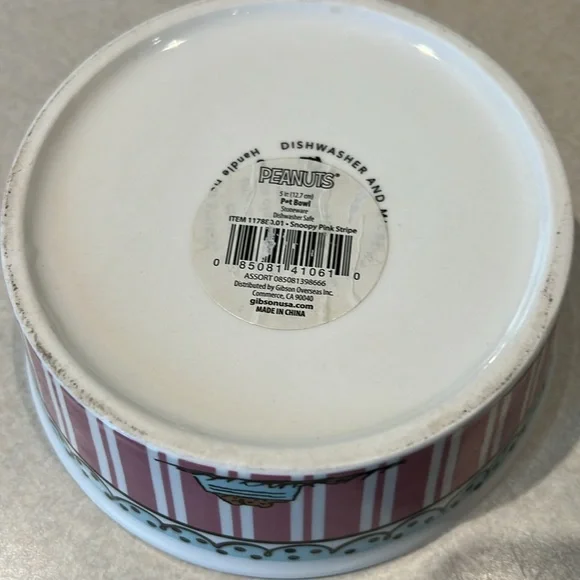 Handle
DISHWASHER AND
PEANUTS®
5 in (12.7 cm)
Pet Bowl
Stoneware
Dishwasher Safe
Snoopy Pink Stripe
0 85081 41061 0
ASSORT 085081398666
Distributed by Gibson Overseas Inc.
Commerce, CA 90040
gibsonusa.com
MADE IN CHINA